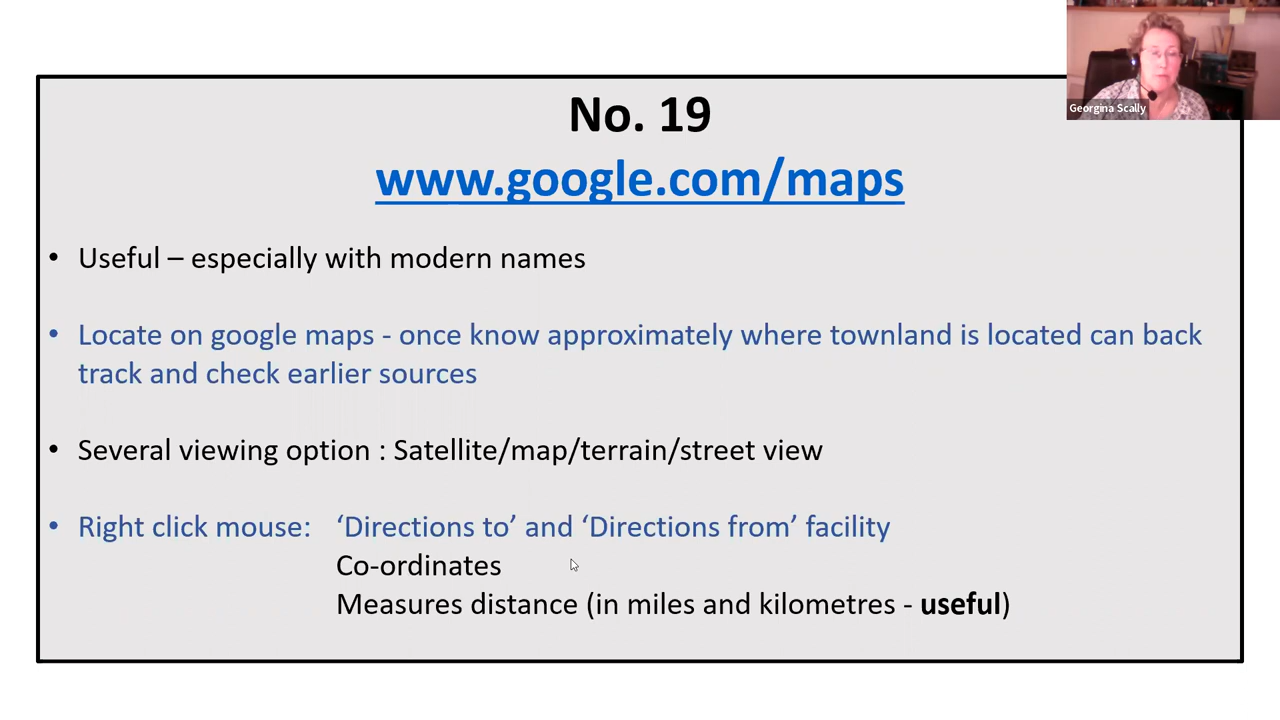 Georgina Scally
No. 19
www.google.com/maps
• Useful – especially with modern names
• Locate on google maps - once know approximately where townland is located can back
track and check earlier sources
• Several viewing option : Satellite/map/terrain/street view
• Right click mouse: ‘Directions to’ and ‘Directions from’ facility
Co-ordinates
Measures distance (in miles and kilometres - useful)